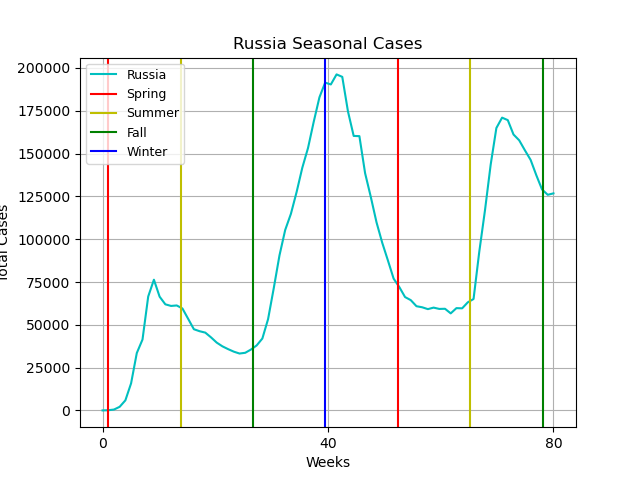 Russia Seasonal Cases
200000
175000
150000
125000
100000
75000
50000
25000
0
Total Cases
Russia
Spring
Summer
Fall
Winter
0 40 80
Weeks